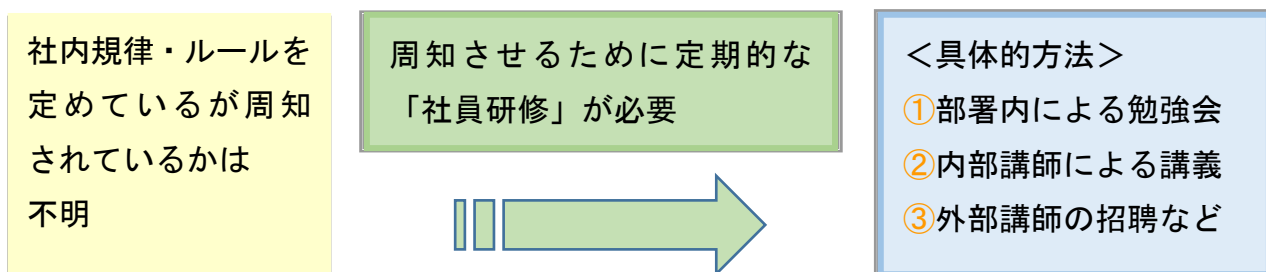 社内規律・ルールを
定めているが周知
されているかは
不明
周知させるために定期的な
「社員研修」が必要
＜具体的方法＞
①部署内による勉強会
②内部講師による講義
③外部講師の招聘など